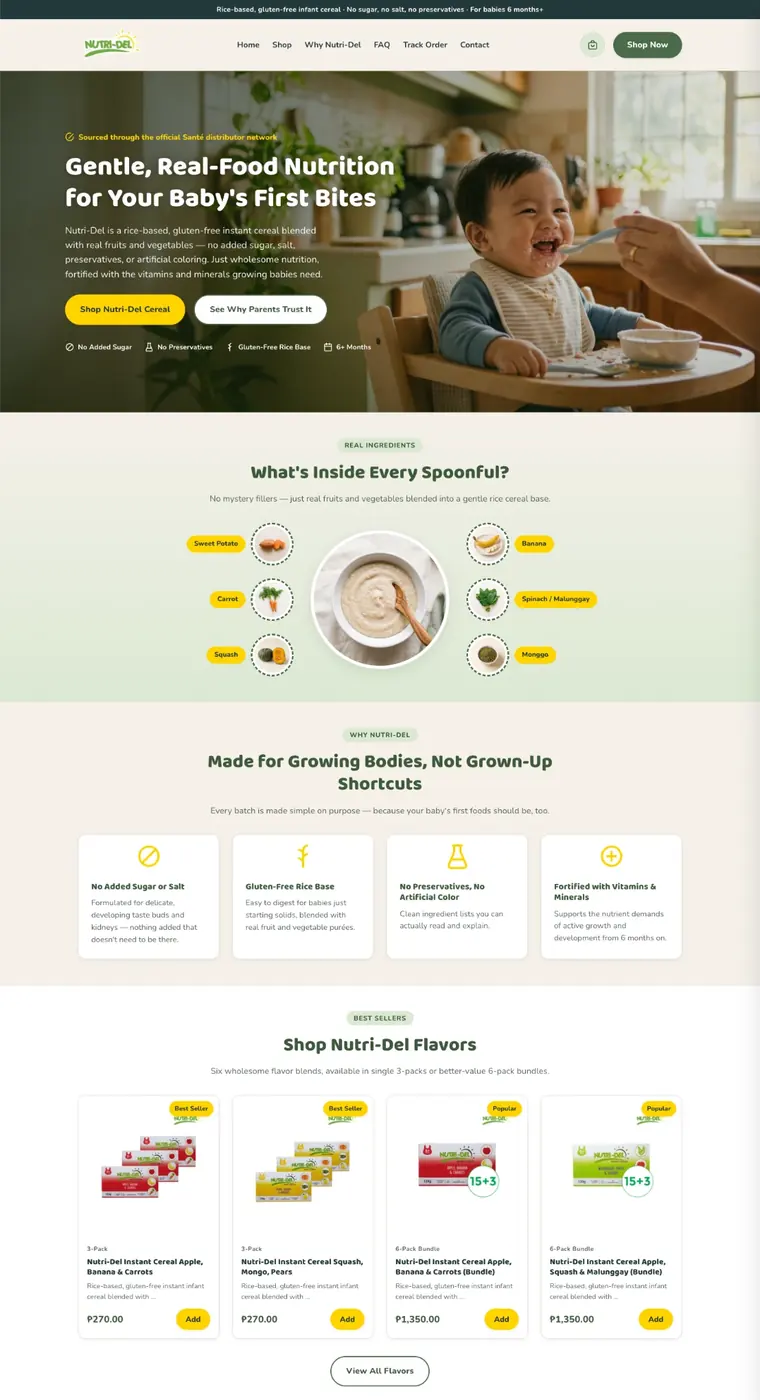 Rice-based, gluten-free infant cereal · No sugar, no salt, no preservatives · For babies 6 months+
NUTRI-DEL
Home Shop Why Nutri-Del FAQ Track Order Contact
Shop Now
Sourced through the official Santé distributor network
Gentle, Real-Food Nutrition
for Your Baby's First Bites
Nutri-Del is a rice-based, gluten-free instant cereal blended
with real fruits and vegetables — no added sugar, salt,
preservatives, or artificial coloring. Just wholesome nutrition,
fortified with the vitamins and minerals growing babies need.
Shop Nutri-Del Cereal
See Why Parents Trust It
No Added Sugar No Preservatives Gluten-Free Rice Base 6+ Months
REAL INGREDIENTS
What's Inside Every Spoonful?
No mystery fillers — just real fruits and vegetables blended into a gentle rice cereal base.
Sweet Potato
Banana
Carrot
Spinach / Malunggay
Squash
Monggo
WHY NUTRI-DEL
Made for Growing Bodies, Not Grown-Up
Shortcuts
Every batch is made simple on purpose — because your baby's first foods should be, too.
No Added Sugar or Salt
Formulated for delicate,
developing taste buds and
kidneys — nothing added that
doesn't need to be there.
Gluten-Free Rice Base
Easy to digest for babies just
starting solids, blended with
real fruit and vegetable purées.
No Preservatives, No
Artificial Color
Clean ingredient lists you can
actually read and explain.
Fortified with Vitamins &
Minerals
Supports the nutrient demands
of active growth and
development from 6 months on.
BEST SELLERS
Shop Nutri-Del Flavors
Six wholesome flavor blends, available in single 3-packs or better-value 6-pack bundles.
Best Seller
NUTRI-DEL
3-Pack
Nutri-Del Instant Cereal Apple,
Banana & Carrots
Rice-based, gluten-free instant infant
cereal blended with ...
₱270.00
Add
Best Seller
NUTRI-DEL
3-Pack
Nutri-Del Instant Cereal Squash,
Mongo, Pears
Rice-based, gluten-free instant infant
cereal blended with ...
₱270.00
Add
Popular
NUTRI-DEL
NUTRI-DEL
15+3
6-Pack Bundle
Nutri-Del Instant Cereal Apple,
Banana & Carrots (Bundle)
Rice-based, gluten-free instant infant
cereal blended with ...
₱1,350.00
Add
Popular
NUTRI-DEL
NUTRI-DEL
15+3
6-Pack Bundle
Nutri-Del Instant Cereal Apple,
Squash & Malunggay (Bundle)
Rice-based, gluten-free instant infant
cereal blended with ...
₱1,350.00
Add
View All Flavors